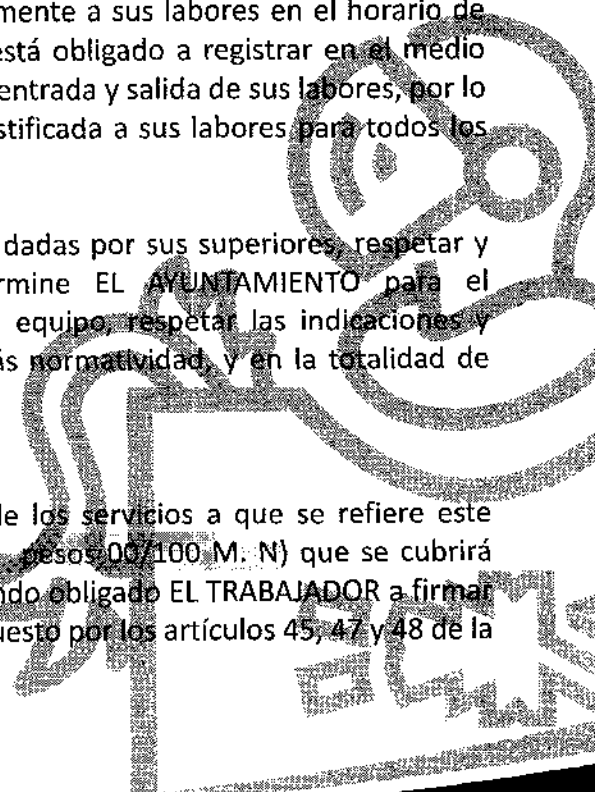 mente a sus labores en el horario de
está obligado a registrar en el medio
entrada y salida de sus labores, por lo
stificada a sus labores para todos los
dadas por sus superiores, respetar y
rmine EL AYUNTAMIENTO para el
equipo, respetar las indicaciones y
ás normatividad, y en la totalidad de
de los servicios a que se refiere este
pesos 00/100 M. N) que se cubrirá
ndo obligado EL TRABAJADOR a firmar
uesto por los artículos 45, 47 y 48 de la